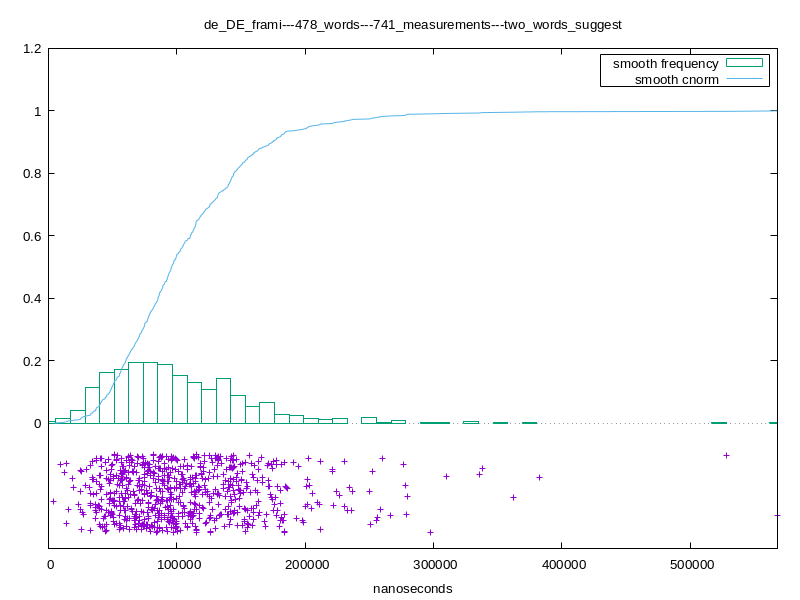 de_DE_frami---478_words---741_measurements---two_words_suggest
1.2
smooth frequency
smooth cnorm
1
0.8
0.6
0.4
0.2
0
0 100000 200000 300000 400000 500000
nanoseconds